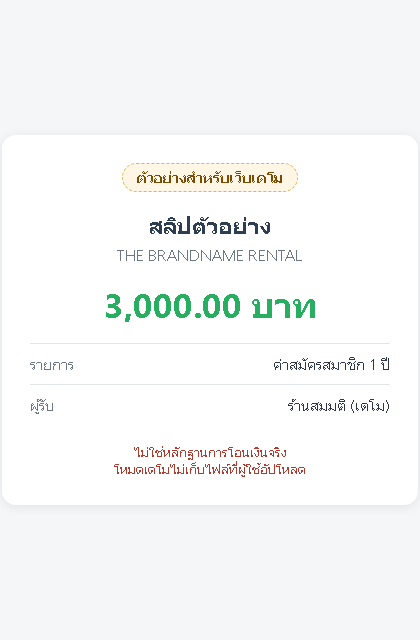 ตัวอย่างสำหรับเว็บเดโม
สลิปตัวอย่าง
THE BRANDNAME RENTAL
3,000.00 บาท
รายการ ค่าสมัครสมาชิก 1 ปี
ผู้รับ ร้านสมมติ (เดโม)
ไม่ใช่หลักฐานการโอนเงินจริง
โหมดเดโมไม่เก็บไฟล์ที่ผู้ใช้อัปโหลด